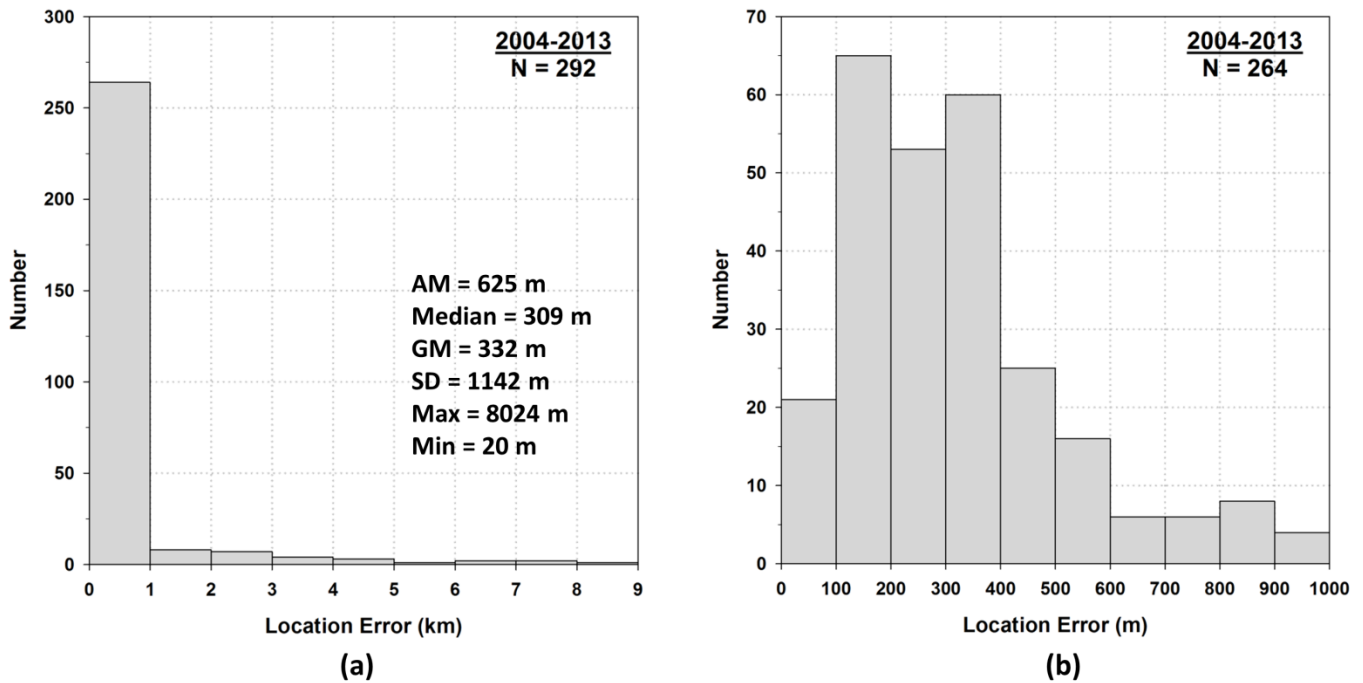 2004-2013
N = 292
300
250
200
150
100
50
0
Number
AM = 625 m
Median = 309 m
GM = 332 m
SD = 1142 m
Max = 8024 m
Min = 20 m
0 1 2 3 4 5 6 7 8 9
Location Error (km)
(a)
2004-2013
N = 264
70
60
50
40
30
20
10
0
Number
0 100 200 300 400 500 600 700 800 900 1000
Location Error (m)
(b)